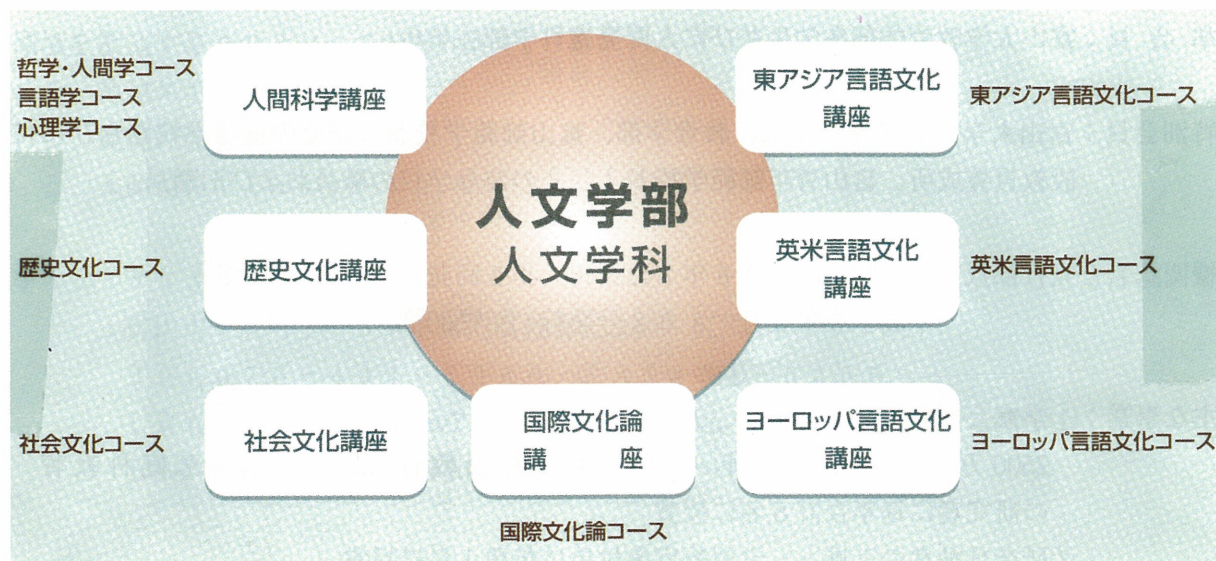 哲学・人間学コース
言語学コース
心理学コース
人間科学講座
東アジア言語文化
講座
東アジア言語文化コース
人文学部
人文学科
歴史文化コース
歴史文化講座
英米言語文化
講座
英米言語文化コース
社会文化コース
社会文化講座
国際文化論
講　　座
ヨーロッパ言語文化
講座
ヨーロッパ言語文化コース
国際文化論コース